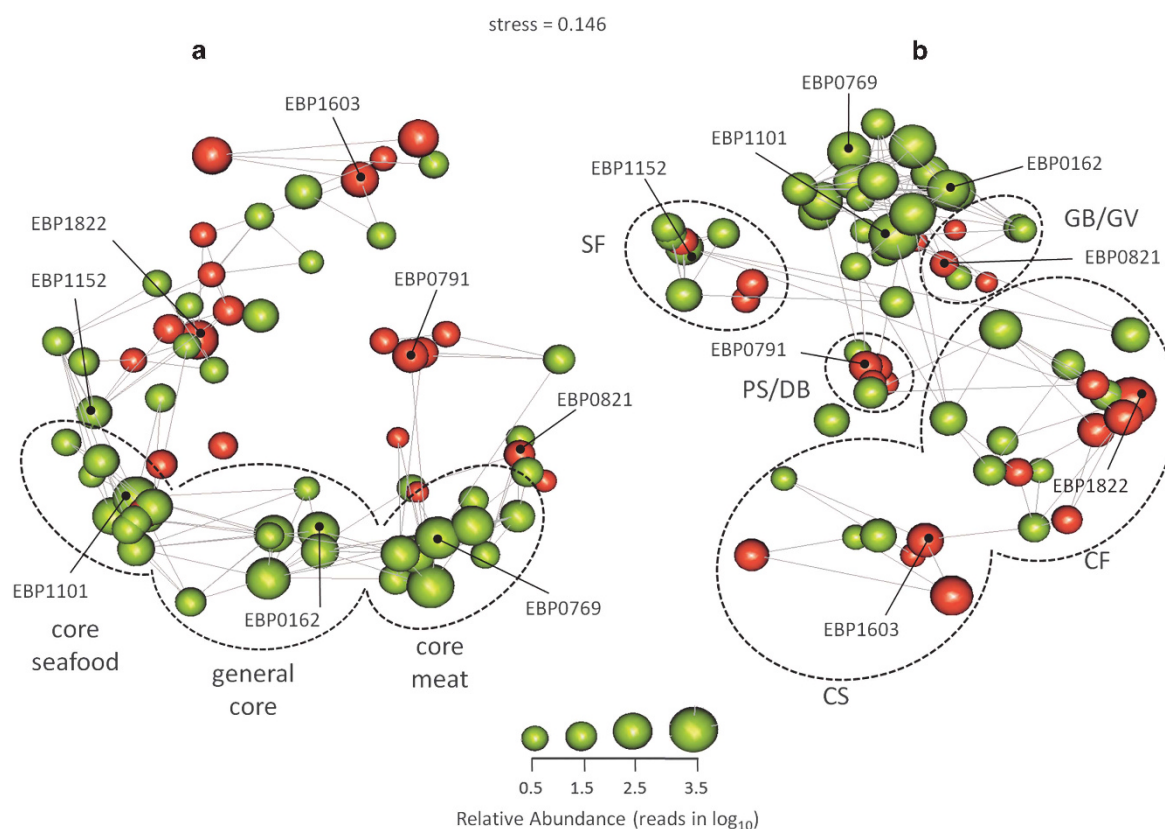 stress = 0.146
a
b
EBP1603
EBP1822
EBP1152
EBP0791
EBP0821
EBP1101
EBP0162
EBP0769
core
seafood
general
core
core
meat
EBP0769
EBP1101
EBP0162
EBP1152
SF
GB/GV
EBP0821
EBP0791
PS/DB
EBP1822
CF
EBP1603
CS
0.5 1.5 2.5 3.5
Relative Abundance (reads in log₁₀)